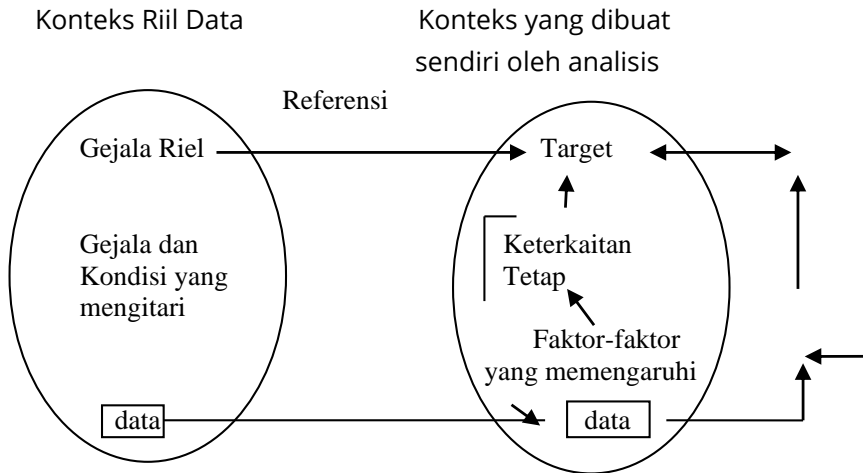 Konteks Riil Data
Konteks yang dibuat
sendiri oleh analisis
Referensi
Gejala Riel
Target
Gejala dan
Kondisi yang
mengitari
Keterkaitan
Tetap
Faktor-faktor
yang memengaruhi
data
data